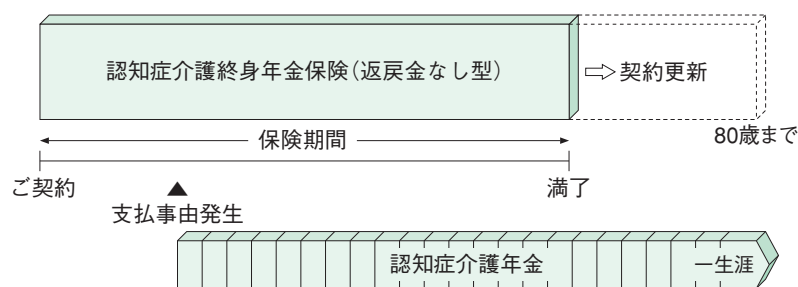 認知症介護終身年金保険(返戻金なし型)
⇨契約更新
80歳まで
保険期間
ご契約
満了
▲
支払事由発生
認知症介護年金
一生涯